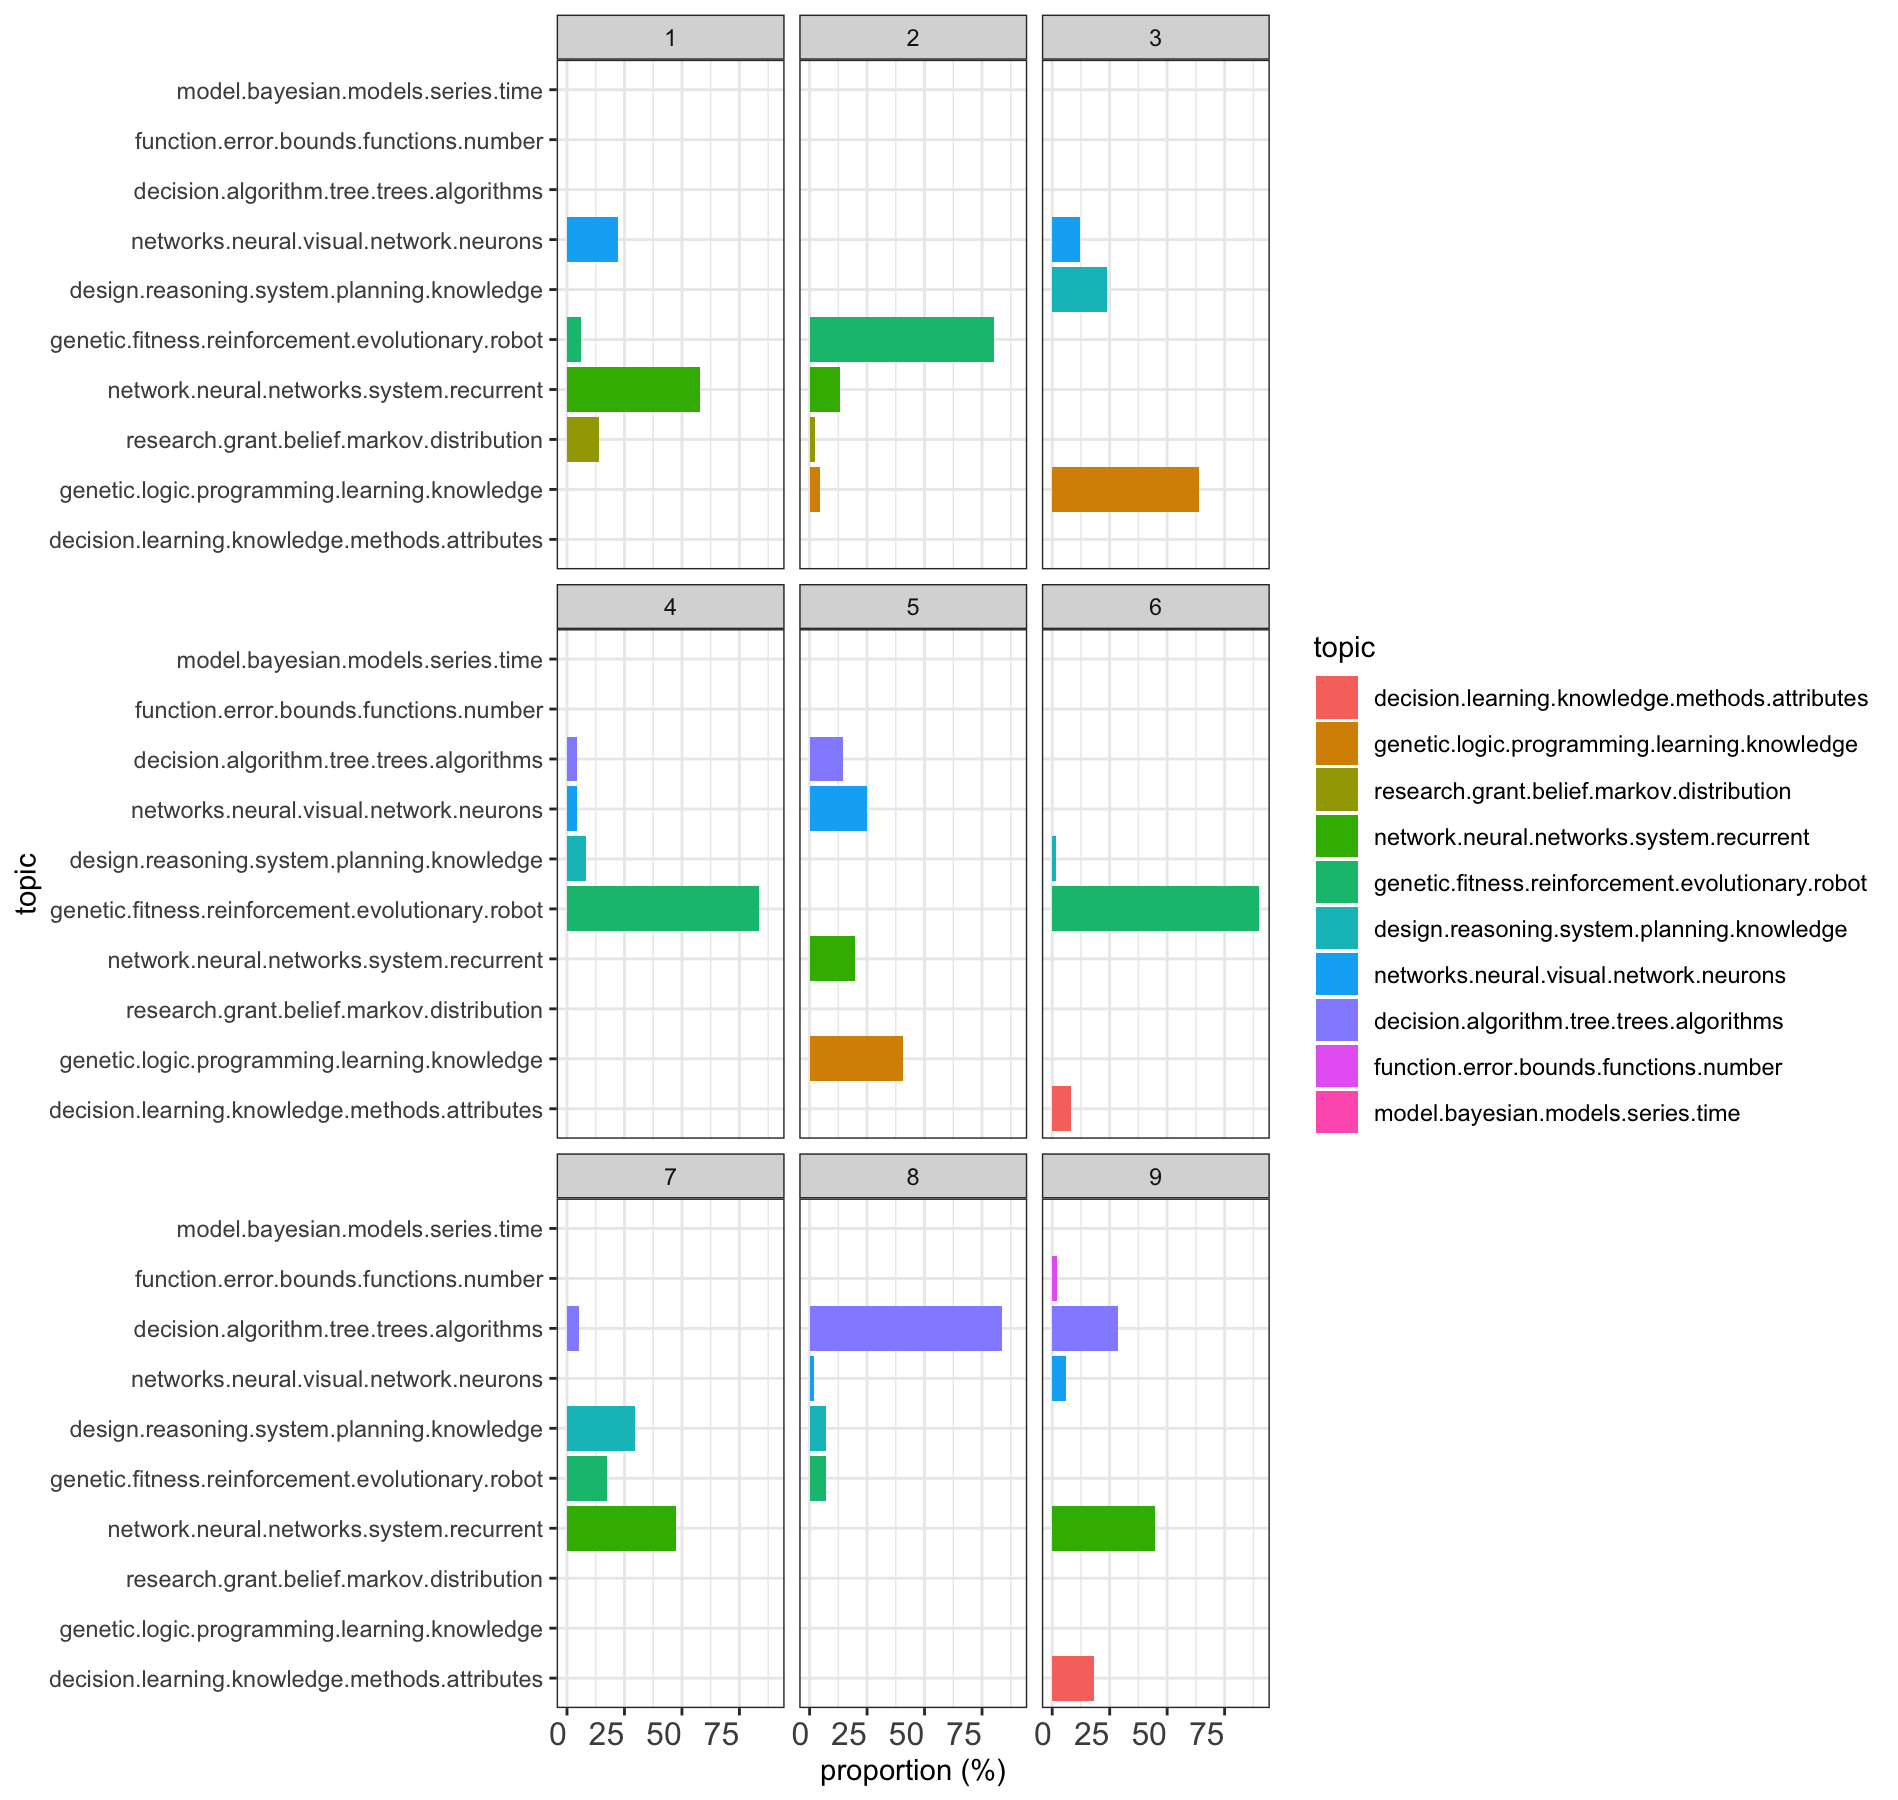 1 2 3
model.bayesian.models.series.time
function.error.bounds.functions.number
decision.algorithm.tree.trees.algorithms
networks.neural.visual.network.neurons
design.reasoning.system.planning.knowledge
genetic.fitness.reinforcement.evolutionary.robot
network.neural.networks.system.recurrent
research.grant.belief.markov.distribution
genetic.logic.programming.learning.knowledge
decision.learning.knowledge.methods.attributes
4 5 6
model.bayesian.models.series.time
function.error.bounds.functions.number
decision.algorithm.tree.trees.algorithms
networks.neural.visual.network.neurons
design.reasoning.system.planning.knowledge
genetic.fitness.reinforcement.evolutionary.robot
network.neural.networks.system.recurrent
research.grant.belief.markov.distribution
genetic.logic.programming.learning.knowledge
decision.learning.knowledge.methods.attributes
topic
7 8 9
model.bayesian.models.series.time
function.error.bounds.functions.number
decision.algorithm.tree.trees.algorithms
networks.neural.visual.network.neurons
design.reasoning.system.planning.knowledge
genetic.fitness.reinforcement.evolutionary.robot
network.neural.networks.system.recurrent
research.grant.belief.markov.distribution
genetic.logic.programming.learning.knowledge
decision.learning.knowledge.methods.attributes
0 25 50 75 0 25 50 75 0 25 50 75
proportion (%)
topic
decision.learning.knowledge.methods.attributes
genetic.logic.programming.learning.knowledge
research.grant.belief.markov.distribution
network.neural.networks.system.recurrent
genetic.fitness.reinforcement.evolutionary.robot
design.reasoning.system.planning.knowledge
networks.neural.visual.network.neurons
decision.algorithm.tree.trees.algorithms
function.error.bounds.functions.number
model.bayesian.models.series.time